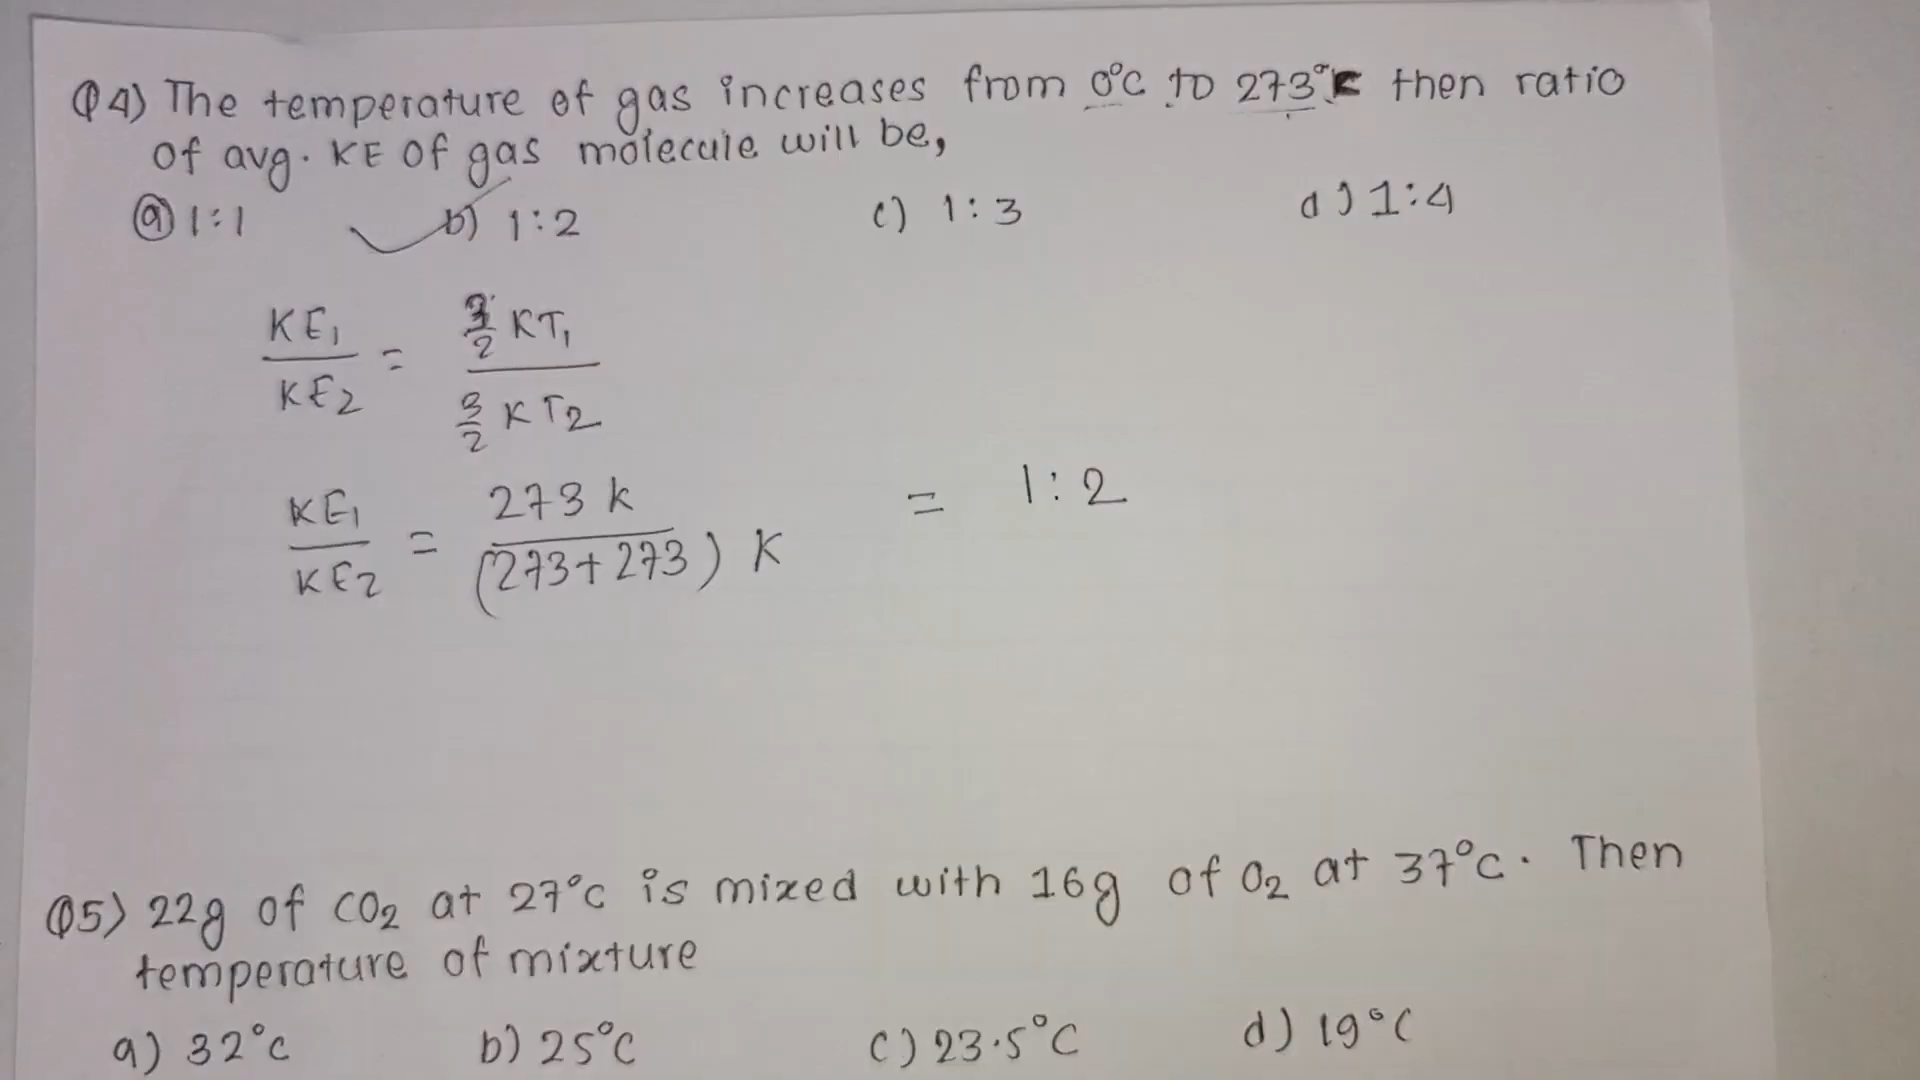 Q4) The temperature of gas increases from 0°C to 273°K then ratio
of avg. KE of gas molecule will be,
a) 1:1 b) 1:2 c) 1:3 d) 1:4
KE1/KE2 = 3/2 KT1 / 3/2 KT2
KE1/KE2 = 273 k / (273+273) K = 1:2
Q5) 22g of CO2 at 27°C is mixed with 16g of O2 at 37°C. Then
temperature of mixture
a) 32°C b) 25°C c) 23.5°C d) 19°C